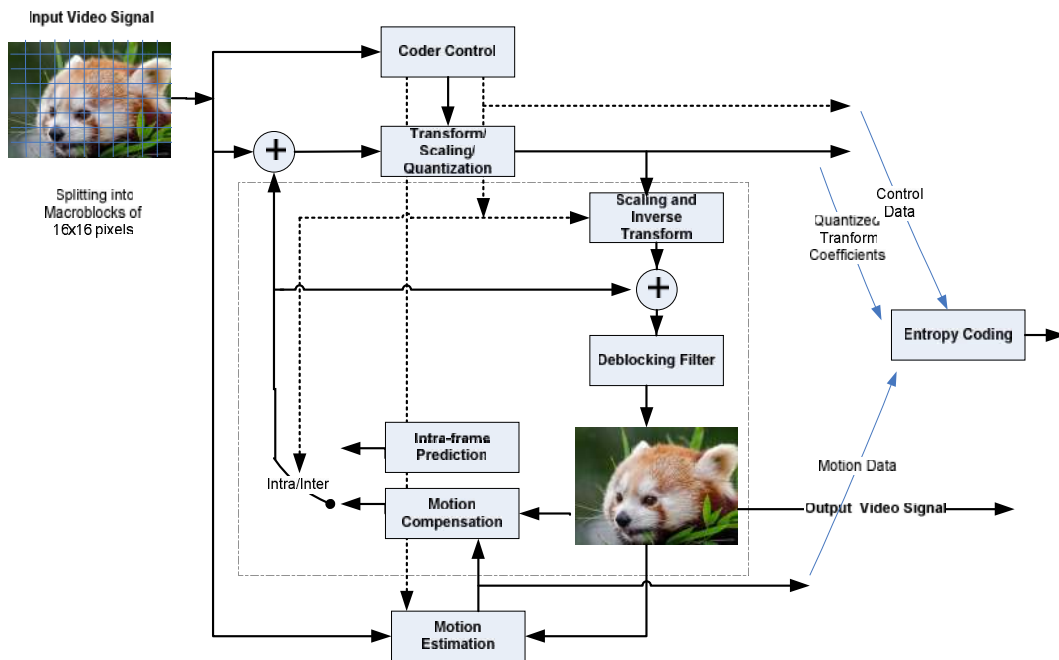 Input Video Signal
Coder Control
Transform/
Scaling/
Quantization
+
Splitting into
Macroblocks of
16x16 pixels
Scaling and
Inverse
Transform
Control
Data
Quantized
Tranform
Coefficients
+
Entropy Coding
Deblocking Filter
Intra-frame
Prediction
Intra/Inter
Motion
Compensation
Motion Data
Output Video Signal
Motion
Estimation